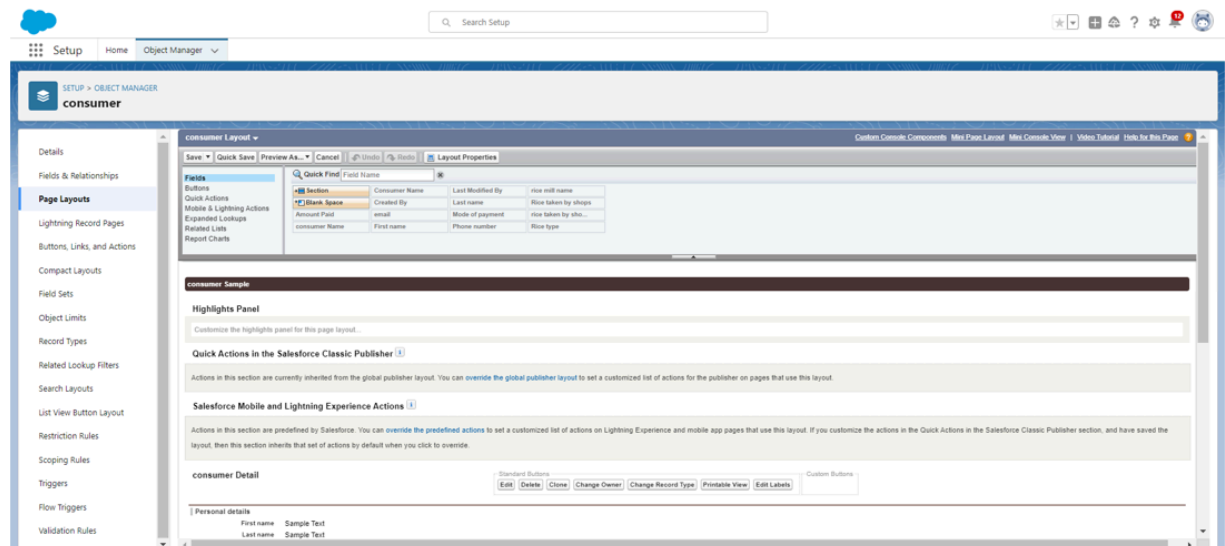 Search Setup
12
Setup Home Object Manager
SETUP > OBJECT MANAGER
consumer
Details
Fields & Relationships
Page Layouts
Lightning Record Pages
Buttons, Links, and Actions
Compact Layouts
Field Sets
Object Limits
Record Types
Related Lookup Filters
Search Layouts
List View Button Layout
Restriction Rules
Scoping Rules
Triggers
Flow Triggers
Validation Rules
consumer Layout
Custom Console Components Mini Page Layout Mini Console View | Video Tutorial Help for this Page
Save Quick Save Preview As... Cancel Undo Redo Layout Properties
Fields
Buttons
Quick Actions
Mobile & Lightning Actions
Expanded Lookups
Related Lists
Report Charts
Quick Find Field Name
Section Consumer Name Last Modified By rice mill name
Blank Space Created By Last name Rice taken by shops
Amount Paid email Mode of payment rice taken by sho...
consumer Name First name Phone number Rice type
consumer Sample
Highlights Panel
Customize the highlights panel for this page layout...
Quick Actions in the Salesforce Classic Publisher
Actions in this section are currently inherited from the global publisher layout. You can override the global publisher layout to set a customized list of actions for the publisher on pages that use this layout.
Salesforce Mobile and Lightning Experience Actions
Actions in this section are predefined by Salesforce. You can override the predefined actions to set a customized list of actions on Lightning Experience and mobile app pages that use this layout. If you customize the actions in the Quick Actions in the Salesforce Classic Publisher section, and have saved the
layout, then this section inherits that set of actions by default when you click to override.
consumer Detail
Standard Buttons
Edit Delete Clone Change Owner Change Record Type Printable View Edit Labels
Custom Buttons
Personal details
First name Sample Text
Last name Sample Text